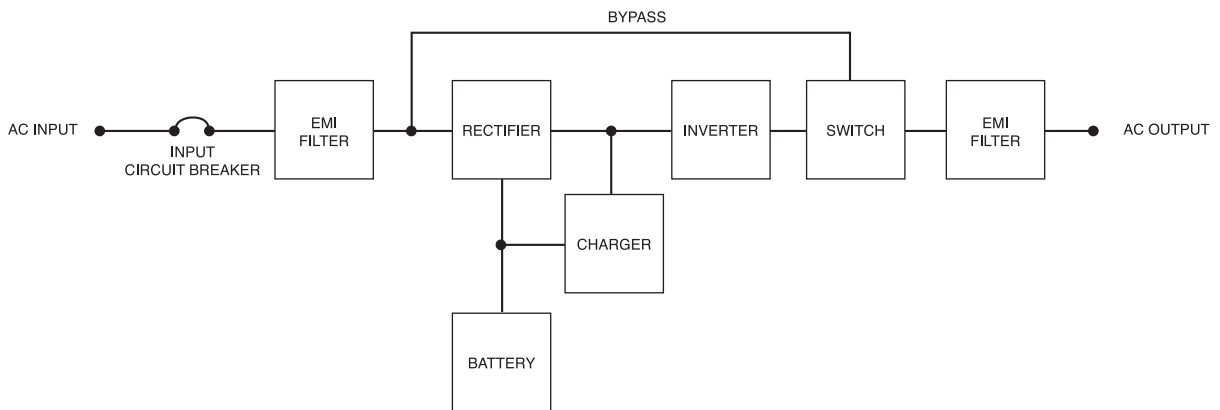 BYPASS
AC INPUT
INPUT
CIRCUIT BREAKER
EMI
FILTER
RECTIFIER
INVERTER
SWITCH
EMI
FILTER
AC OUTPUT
CHARGER
BATTERY